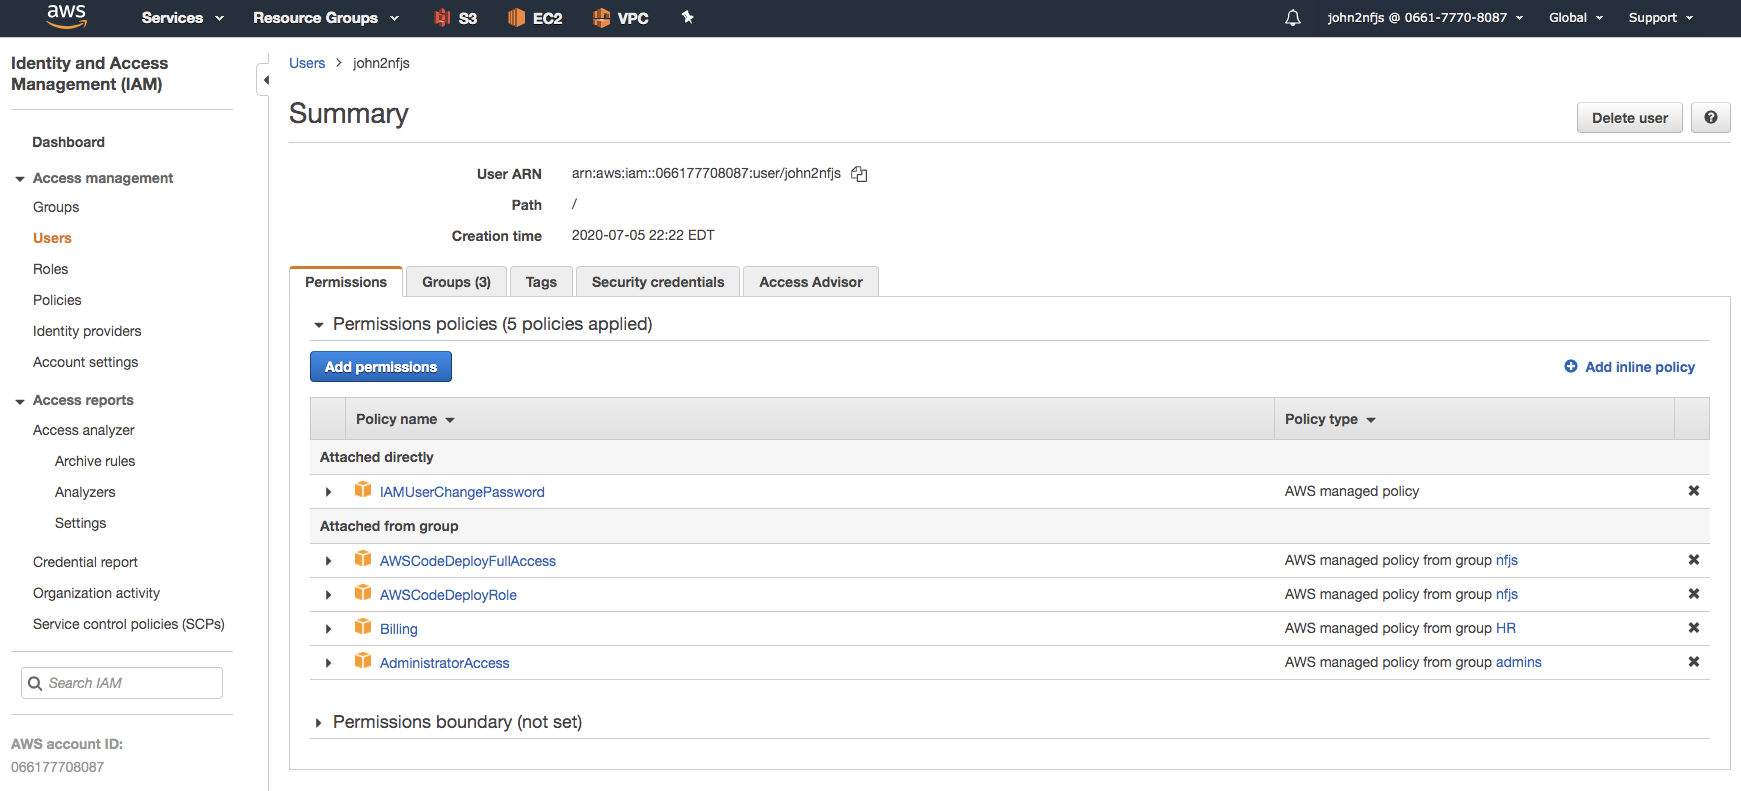 aws Services Resource Groups S3 EC2 VPC john2nfjs @ 0661-7770-8087 Global Support
Identity and Access
Management (IAM)
Dashboard
Access management
Groups
Users
Roles
Policies
Identity providers
Account settings
Access reports
Access analyzer
Archive rules
Analyzers
Settings
Credential report
Organization activity
Service control policies (SCPs)
Search IAM
AWS account ID:
066177708087
Users > john2nfjs
Summary
Delete user ?
User ARN arn:aws:iam::066177708087:user/john2nfjs
Path /
Creation time 2020-07-05 22:22 EDT
Permissions Groups (3) Tags Security credentials Access Advisor
Permissions policies (5 policies applied)
Add permissions Add inline policy
Policy name Policy type
Attached directly
IAMUserChangePassword AWS managed policy
Attached from group
AWSCodeDeployFullAccess AWS managed policy from group nfjs
AWSCodeDeployRole AWS managed policy from group nfjs
Billing AWS managed policy from group HR
AdministratorAccess AWS managed policy from group admins
Permissions boundary (not set)